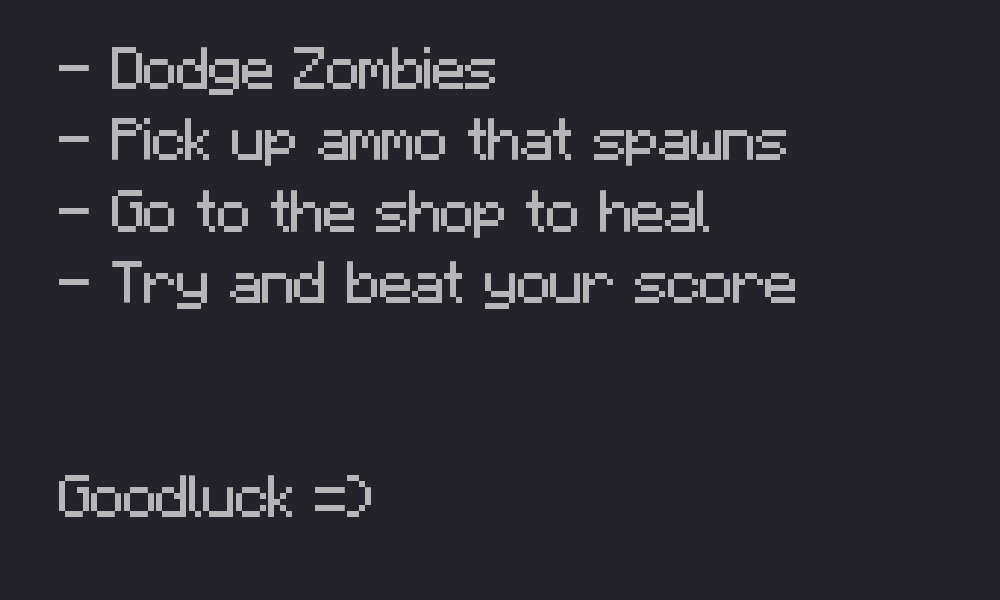 - Dodge Zombies
- Pick up ammo that spawns
- Go to the shop to heal
- Try and beat your score
Goodluck =)